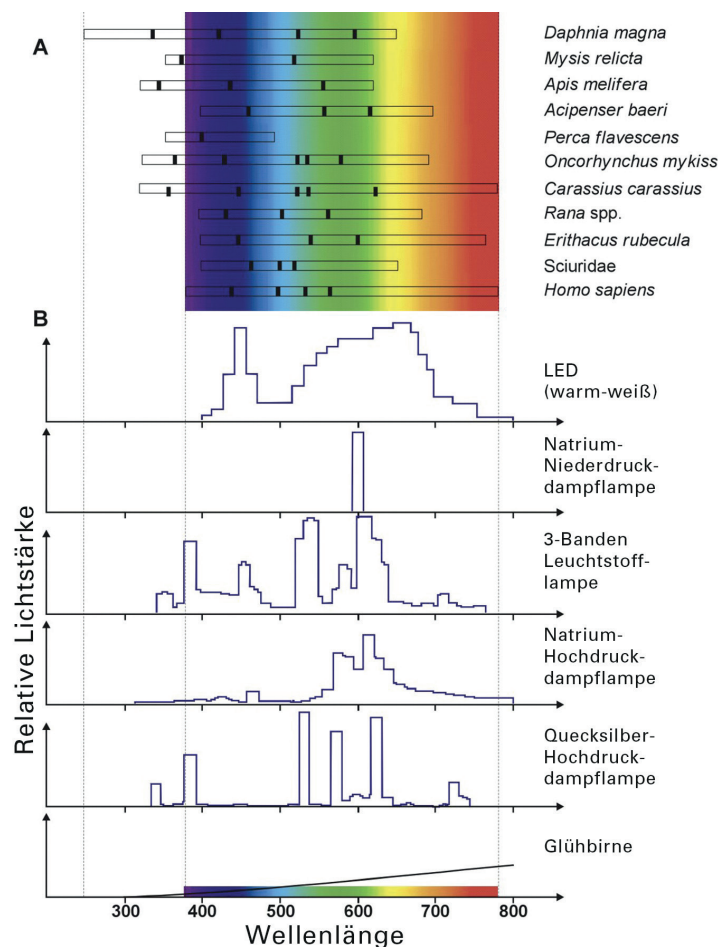 A
Daphnia magna
Mysis relicta
Apis melifera
Acipenser baeri
Perca flavescens
Oncorhynchus mykiss
Carassius carassius
Rana spp.
Erithacus rubecula
Sciuridae
Homo sapiens
B
LED
(warm-weiß)
Natrium-
Niederdruck-
dampflampe
3-Banden
Leuchtstoff-
lampe
Natrium-
Hochdruck-
dampflampe
Quecksilber-
Hochdruck-
dampflampe
Glühbirne
Relative Lichtstärke
300 400 500 600 700 800
Wellenlänge